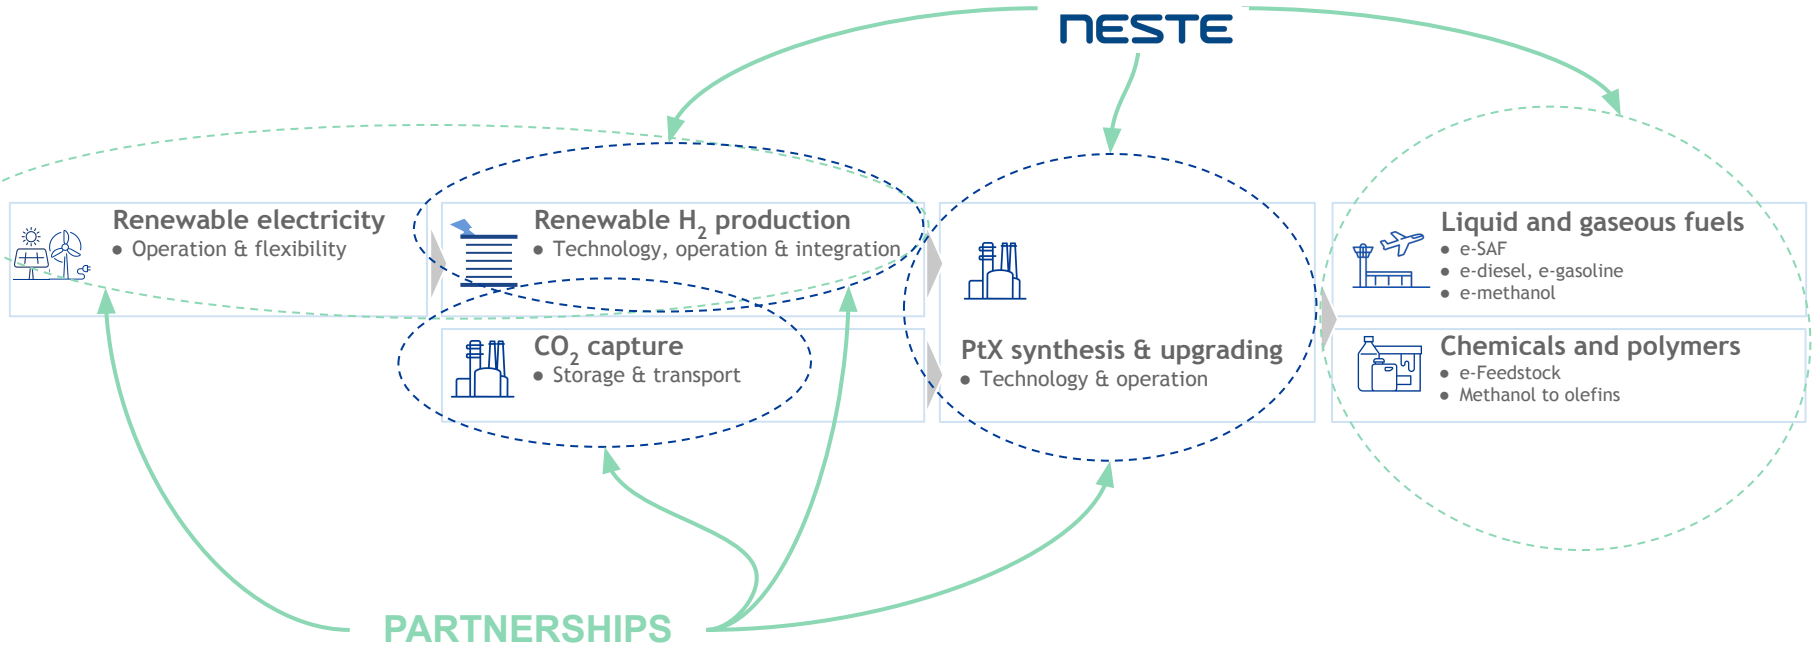 NESTE
Renewable electricity
● Operation & flexibility
Renewable H₂ production
● Technology, operation & integration
CO₂ capture
● Storage & transport
PtX synthesis & upgrading
● Technology & operation
Liquid and gaseous fuels
● e-SAF
● e-diesel, e-gasoline
● e-methanol
Chemicals and polymers
● e-Feedstock
● Methanol to olefins
PARTNERSHIPS